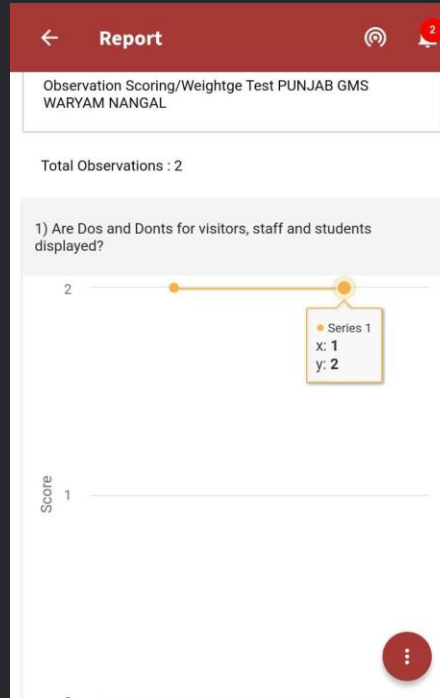 Report
2
Observation Scoring/Weightge Test PUNJAB GMS
WARYAM NANGAL
Total Observations : 2
1) Are Dos and Donts for visitors, staff and students
displayed?
2
Series 1
x: 1
y: 2
Score
1